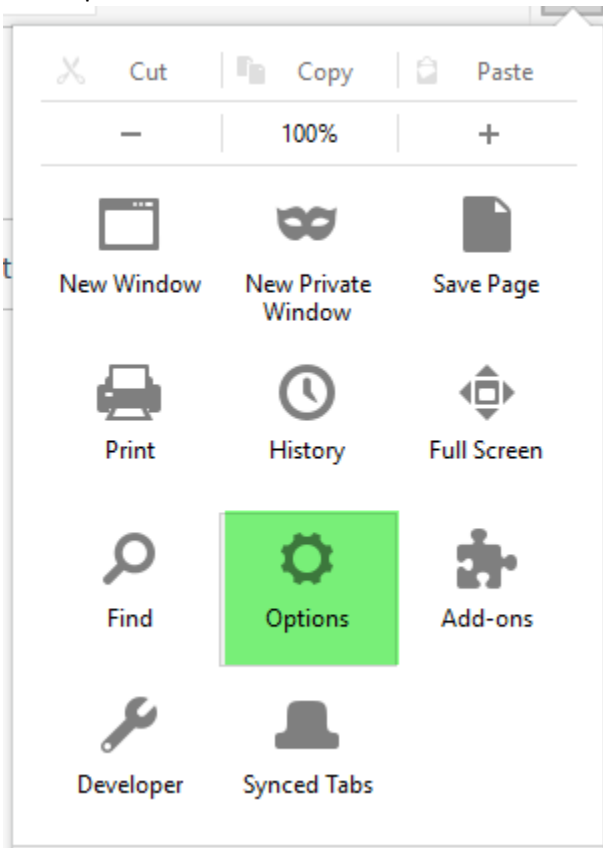 Cut Copy Paste
− 100% +
New Window New Private Window Save Page
Print History Full Screen
Find Options Add-ons
Developer Synced Tabs
t